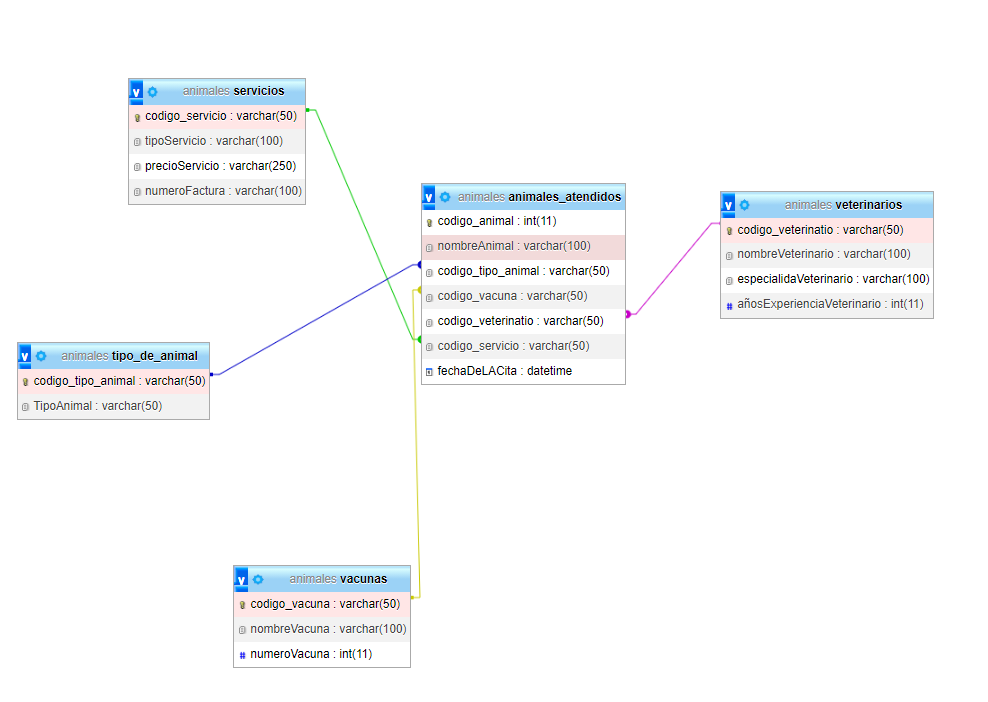 animales servicios
codigo_servicio : varchar(50)
tipoServicio : varchar(100)
precioServicio : varchar(250)
numeroFactura : varchar(100)
animales animales_atendidos
codigo_animal : int(11)
nombreAnimal : varchar(100)
codigo_tipo_animal : varchar(50)
codigo_vacuna : varchar(50)
codigo_veterinatio : varchar(50)
codigo_servicio : varchar(50)
fechaDeLACita : datetime
animales veterinarios
codigo_veterinatio : varchar(50)
nombreVeterinario : varchar(100)
especialidaVeterinario : varchar(100)
# añosExperienciaVeterinario : int(11)
animales tipo_de_animal
codigo_tipo_animal : varchar(50)
TipoAnimal : varchar(50)
animales vacunas
codigo_vacuna : varchar(50)
nombreVacuna : varchar(100)
# numeroVacuna : int(11)